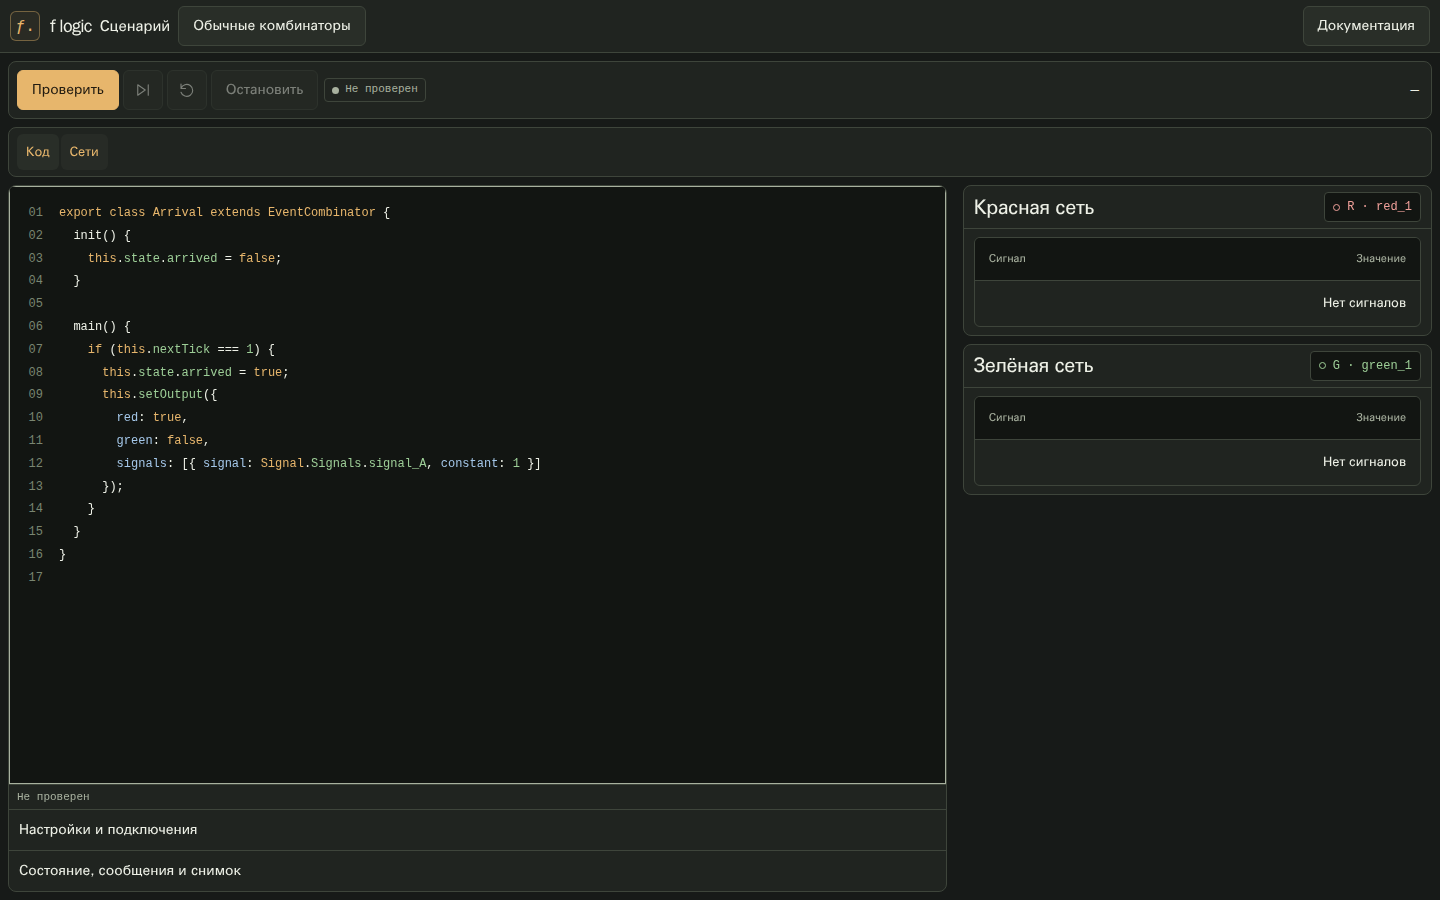 f. f logic Сценарий Обычные комбинаторы Документация
Проверить Остановить Не проверен —
Код Сети
01 export class Arrival extends EventCombinator {
02   init() {
03     this.state.arrived = false;
04   }
05
06   main() {
07     if (this.nextTick === 1) {
08       this.state.arrived = true;
09       this.setOutput({
10         red: true,
11         green: false,
12         signals: [{ signal: Signal.Signals.signal_A, constant: 1 }]
13       });
14     }
15   }
16 }
17
Не проверен
Настройки и подключения
Состояние, сообщения и снимок
Красная сеть R · red_1
Сигнал Значение
Нет сигналов
Зелёная сеть G · green_1
Сигнал Значение
Нет сигналов